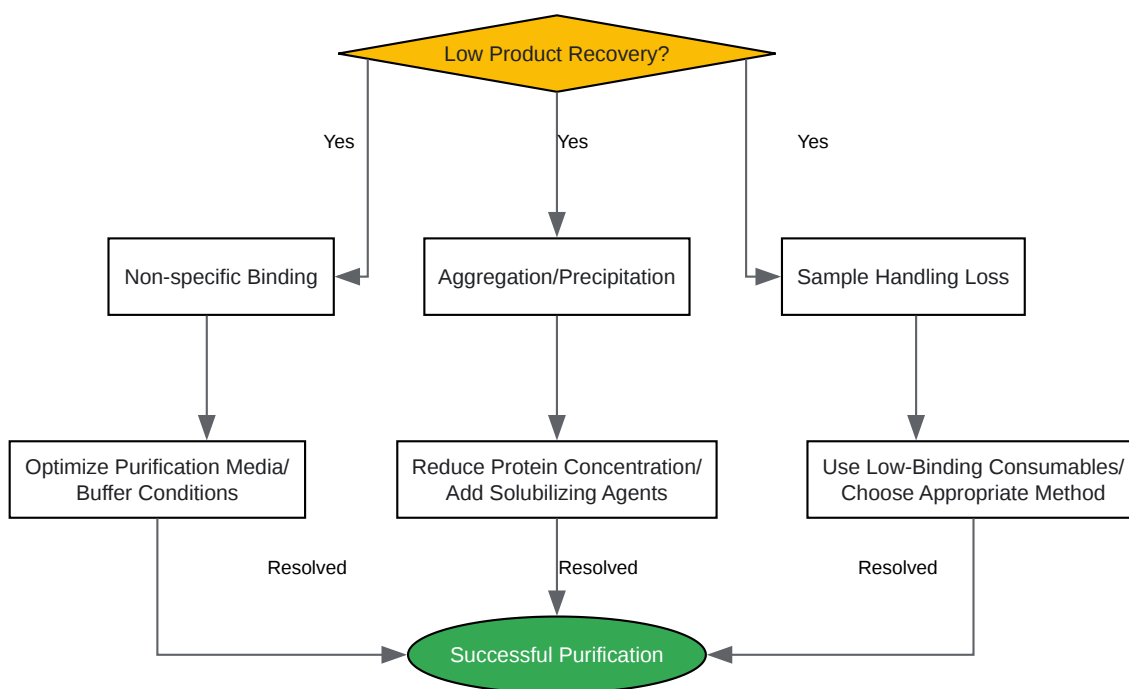 Low Product Recovery?
Yes
Yes
Yes
Non-specific Binding
Aggregation/Precipitation
Sample Handling Loss
Optimize Purification Media/
Buffer Conditions
Reduce Protein Concentration/
Add Solubilizing Agents
Use Low-Binding Consumables/
Choose Appropriate Method
Resolved
Resolved
Resolved
Successful Purification